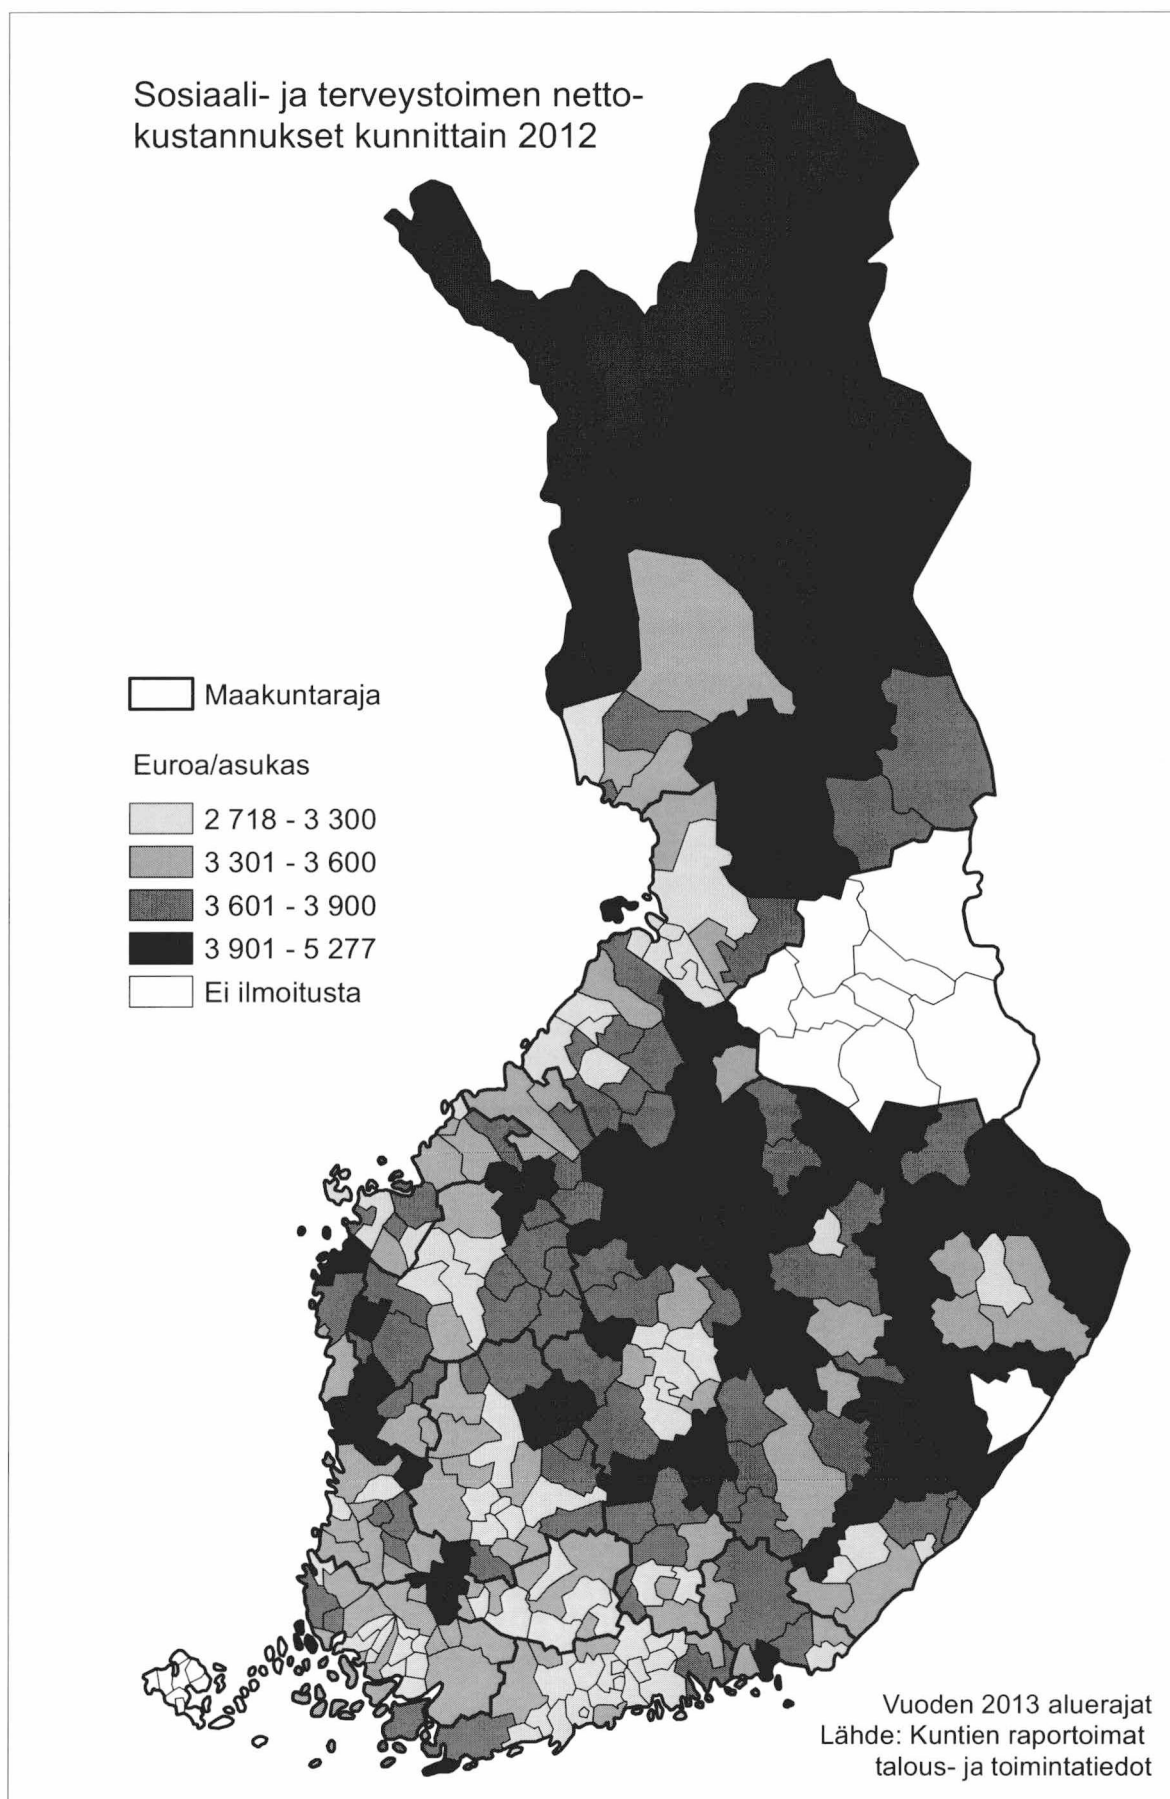 Sosiaali- ja terveystoimen netto-
kustannukset kunnittain 2012
Maakuntaraja
Euroa/asukas
2 718 - 3 300
3 301 - 3 600
3 601 - 3 900
3 901 - 5 277
Ei ilmoitusta
Vuoden 2013 aluerajat
Lähde: Kuntien raportoimat
talous- ja toimintatiedot